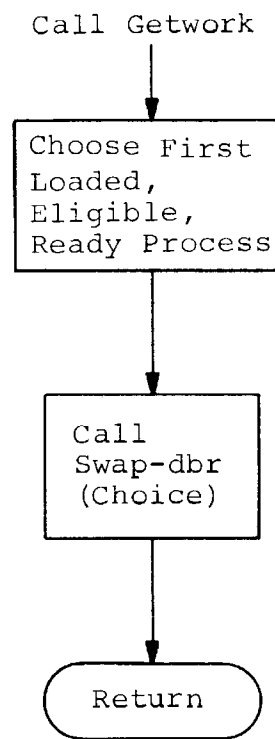 Call Getwork
Choose First
Loaded,
Eligible,
Ready Process
Call
Swap-dbr
(Choice)
Return